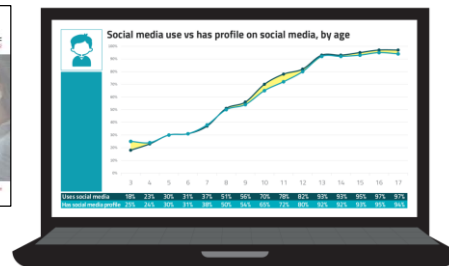 Social media use vs has profile on social media, by age
100%
90%
80%
70%
60%
50%
40%
30%
20%
10%
0%
3 4 5 6 7 8 9 10 11 12 13 14 15 16 17
Uses social media 18% 23% 30% 31% 37% 51% 56% 70% 78% 82% 93% 93% 95% 97% 97%
Has social media profile 25% 24% 30% 31% 38% 50% 54% 65% 72% 80% 92% 92% 93% 95% 94%